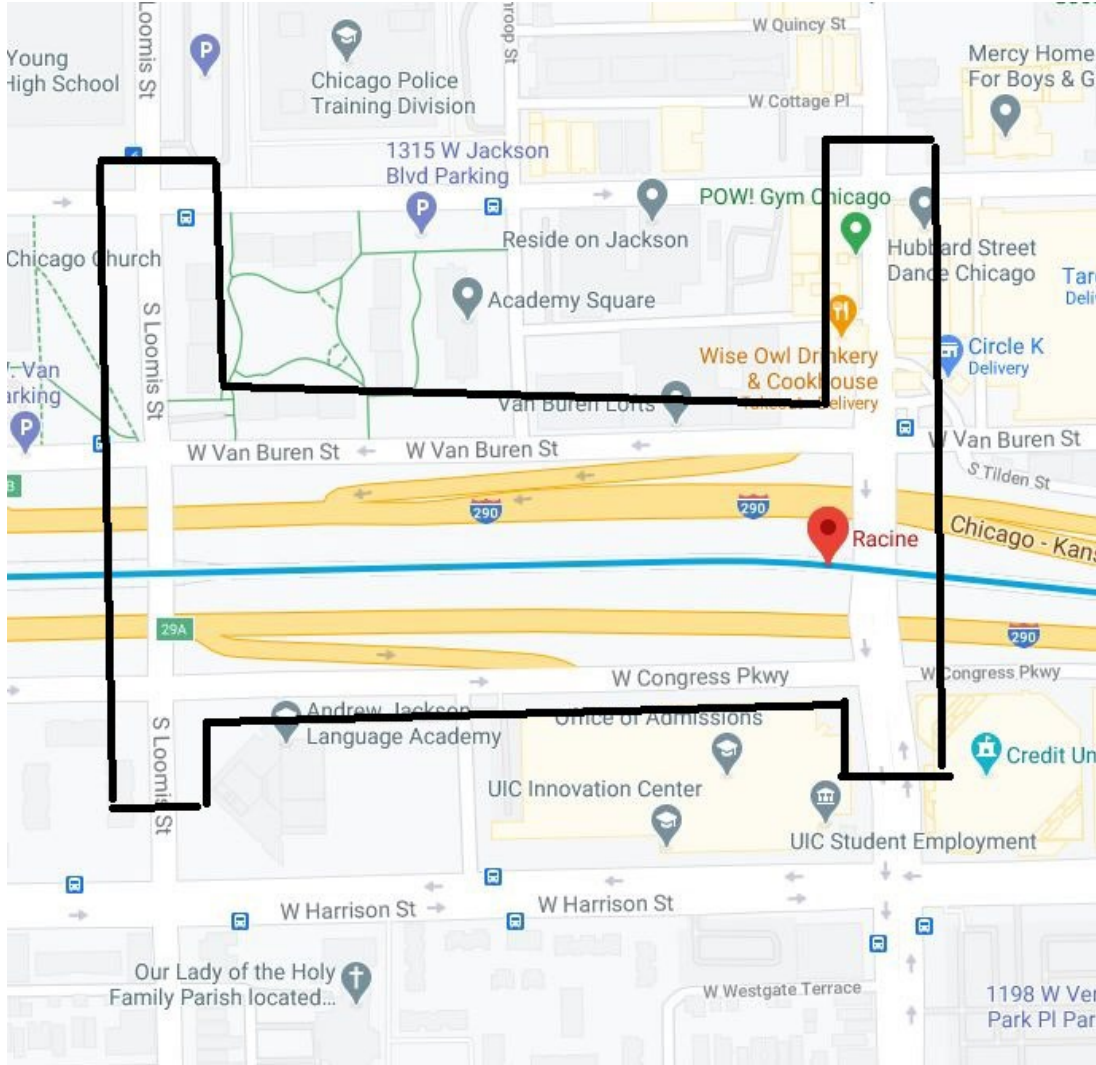 W Quincy St
S Loomis St
P
Young
High School
Chicago Police
Training Division
Mercy Home
For Boys & G
W Cottage Pl
1315 W Jackson
Blvd Parking
P
POW! Gym Chicago
Reside on Jackson
Hubbard Street
Dance Chicago
Chicago Church
Academy Square
S Loomis St
Circle K
Delivery
Wise Owl Drinkery
& Cookhouse
Takeout Delivery
Van
arking
P
Van Buren Lofts
W Van Buren St
W Van Buren St
W Van Buren St
S Tilden St
290
290
Racine
Chicago - Kans
29A
290
W Congress Pkwy
W Congress Pkwy
Andrew Jackson
Language Academy
Office of Admissions
S Loomis St
Credit Un
UIC Innovation Center
UIC Student Employment
W Harrison St
W Harrison St
Our Lady of the Holy
Family Parish located...
W Westgate Terrace
1198 W Ver
Park Pl Par